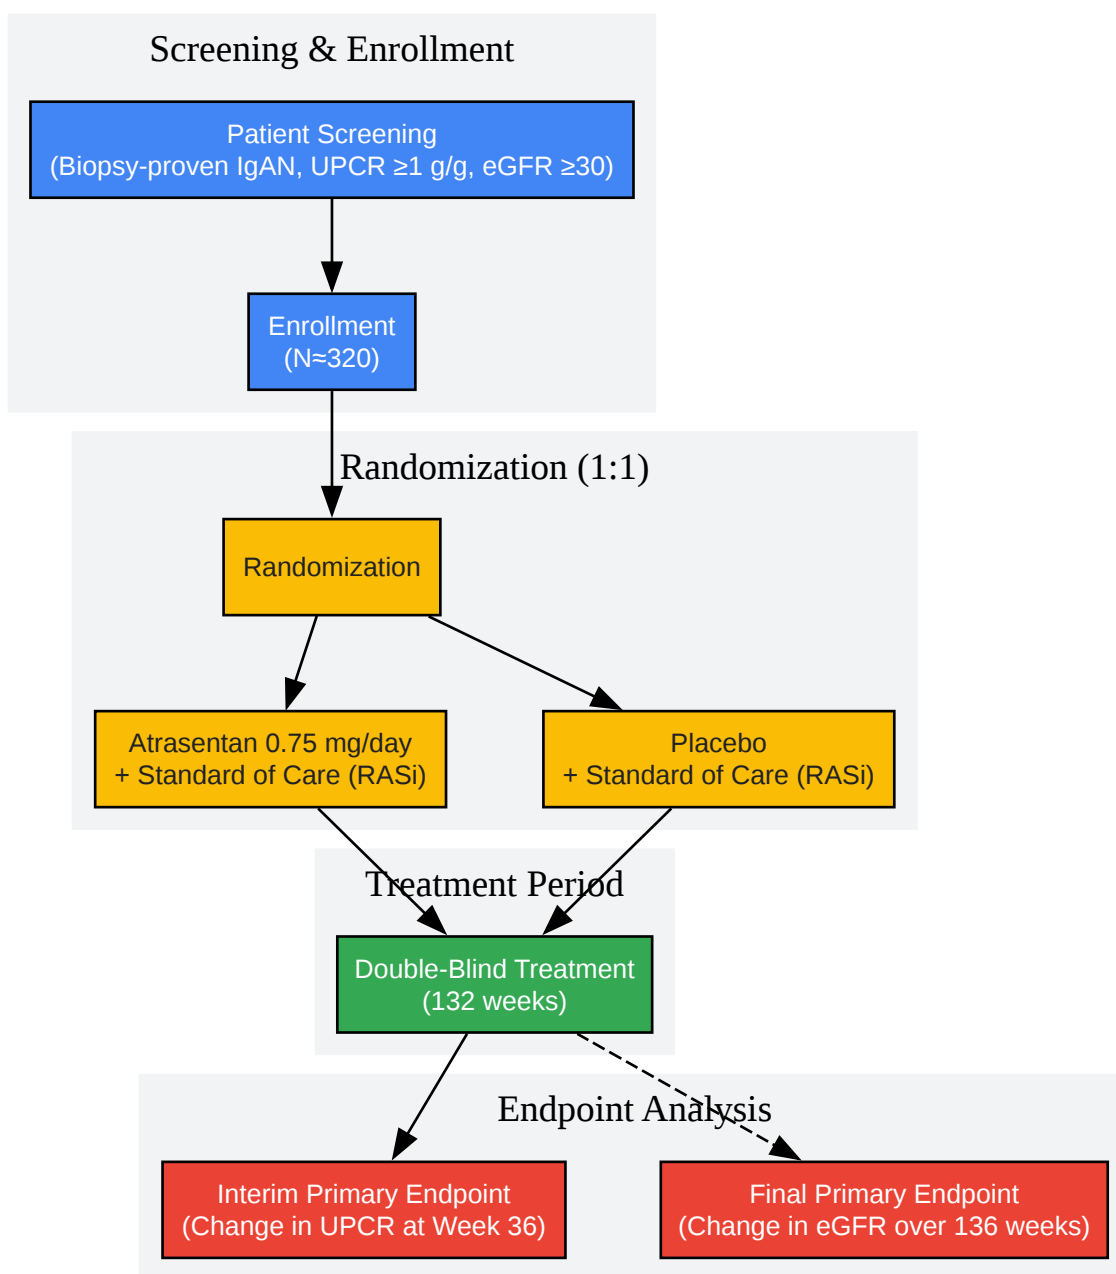 Screening & Enrollment
Patient Screening
(Biopsy-proven IgAN, UPCR ≥1 g/g, eGFR ≥30)
Enrollment
(N≈320)
Randomization (1:1)
Randomization
Atrasentan 0.75 mg/day
+ Standard of Care (RASi)
Placebo
+ Standard of Care (RASi)
Treatment Period
Double-Blind Treatment
(132 weeks)
Endpoint Analysis
Interim Primary Endpoint
(Change in UPCR at Week 36)
Final Primary Endpoint
(Change in eGFR over 136 weeks)